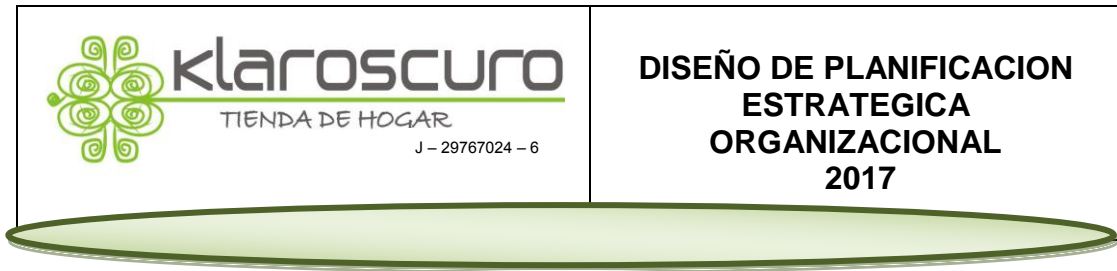 Klaroscuro
TIENDA DE HOGAR
J – 29767024 – 6
DISEÑO DE PLANIFICACION
ESTRATEGICA
ORGANIZACIONAL
2017